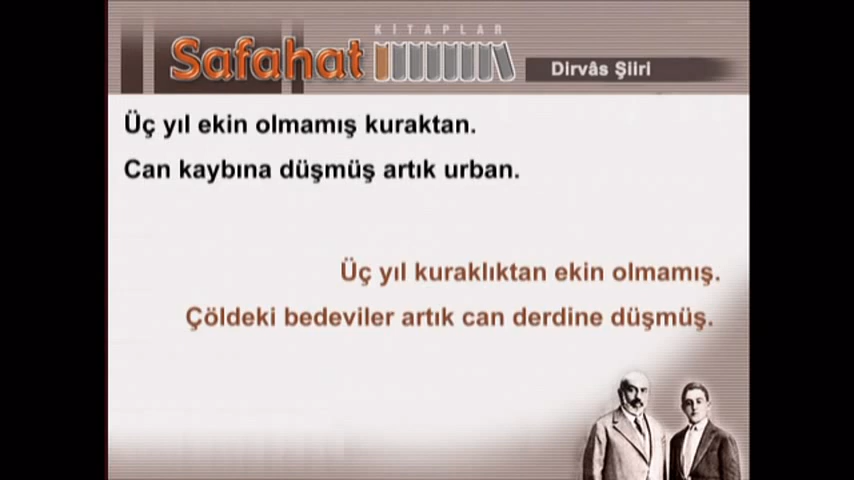 KİTAPLAR
Safahat
Dirvâs Şiiri
Üç yıl ekin olmamış kuraktan.
Can kaybına düşmüş artık urban.
Üç yıl kuraklıktan ekin olmamış.
Çöldeki bedeviler artık can derdine düşmüş.